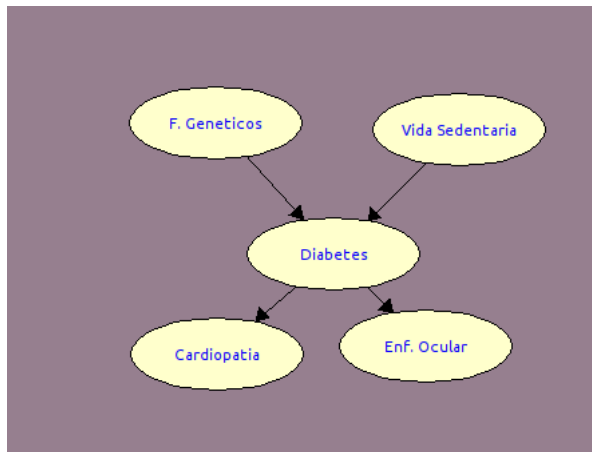 F. Geneticos
Vida Sedentaria
Diabetes
Cardiopatia
Enf. Ocular